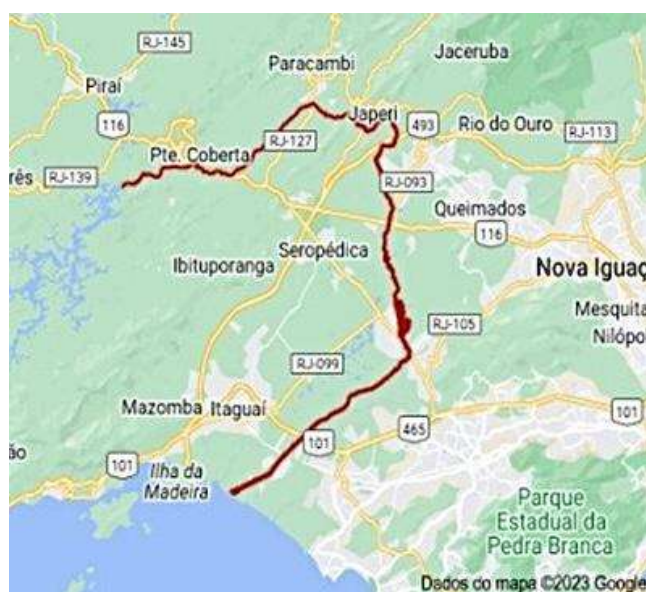 RJ-145
Jaceruba
Paracambi
Piraí
116
Japeri
493
Rio do Ouro
RJ-113
RJ-127
Pte. Coberta
rês
RJ-139
RJ-093
Queimados
116
Seropédica
Ibituporanga
Nova Iguaç
Mesquita
Nilópo
RJ-105
RJ-099
Mazomba
Itaguaí
101
465
101
ão
101
Ilha da
Madeira
Parque
Estadual da
Pedra Branca
Dados do mapa ©2023 Google